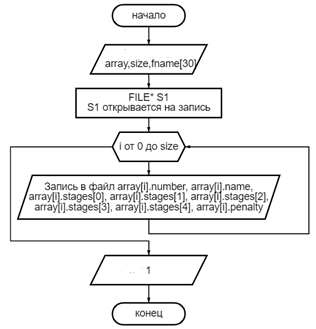 начало
array,size,fname[30]
FILE* S1
S1 открывается на запись
i от 0 до size
Запись в файл array[i].number, array[i].name,
array[i].stages[0], array[i].stages[1], array[i].stages[2],
array[i].stages[3], array[i].stages[4], array[i].penalty
1
конец